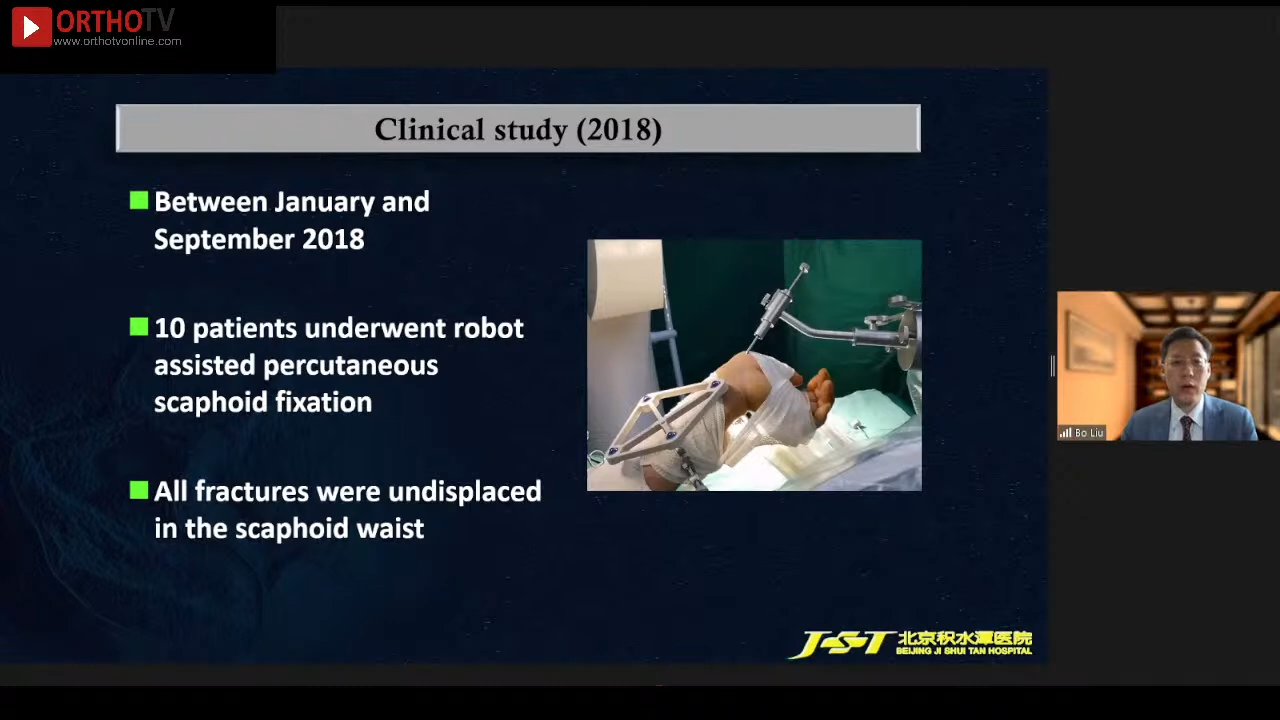 ORTHOTV
www.orthotvonline.com
Clinical study (2018)
Between January and
September 2018
10 patients underwent robot
assisted percutaneous
scaphoid fixation
All fractures were undisplaced
in the scaphoid waist
Bo Liu
JST 北京积水潭医院
BEIJING JI SHUI TAN HOSPITAL